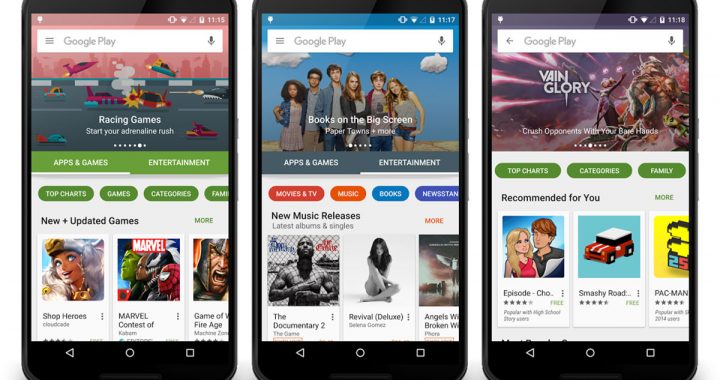 11:15
Google Play
Racing Games
Start your adrenaline rush
APPS & GAMES
ENTERTAINMENT
TOP CHARTS
GAMES
CATEGORIES
New + Updated Games
MORE
Shop Heroes
cloudcade
MARVEL
MARVEL
Contest of
Kabam
Game of W
Fire Age
Machine Zone
11:17
Google Play
Books on the Big Screen
Paper Towns + more
APPS & GAMES
ENTERTAINMENT
MOVIES & TV
MUSIC
BOOKS
NEWSSTAN
New Music Releases
Latest albums & singles
MORE
The
Documentary 2
The Game
Revival (Deluxe)
Selena Gomez
Angels Wi
Broken Wi
Phora
11:18
Google Play
VAIN
GLORY
Crush Opponents With Your Bare Hands
TOP CHARTS
CATEGORIES
FAMILY
Recommended for You
MORE
Episode - Cho...
FREE
Popular with High School
Story users
Smashy Road:...
FREE
25
PAC-MAN
Popular with S
2014 users